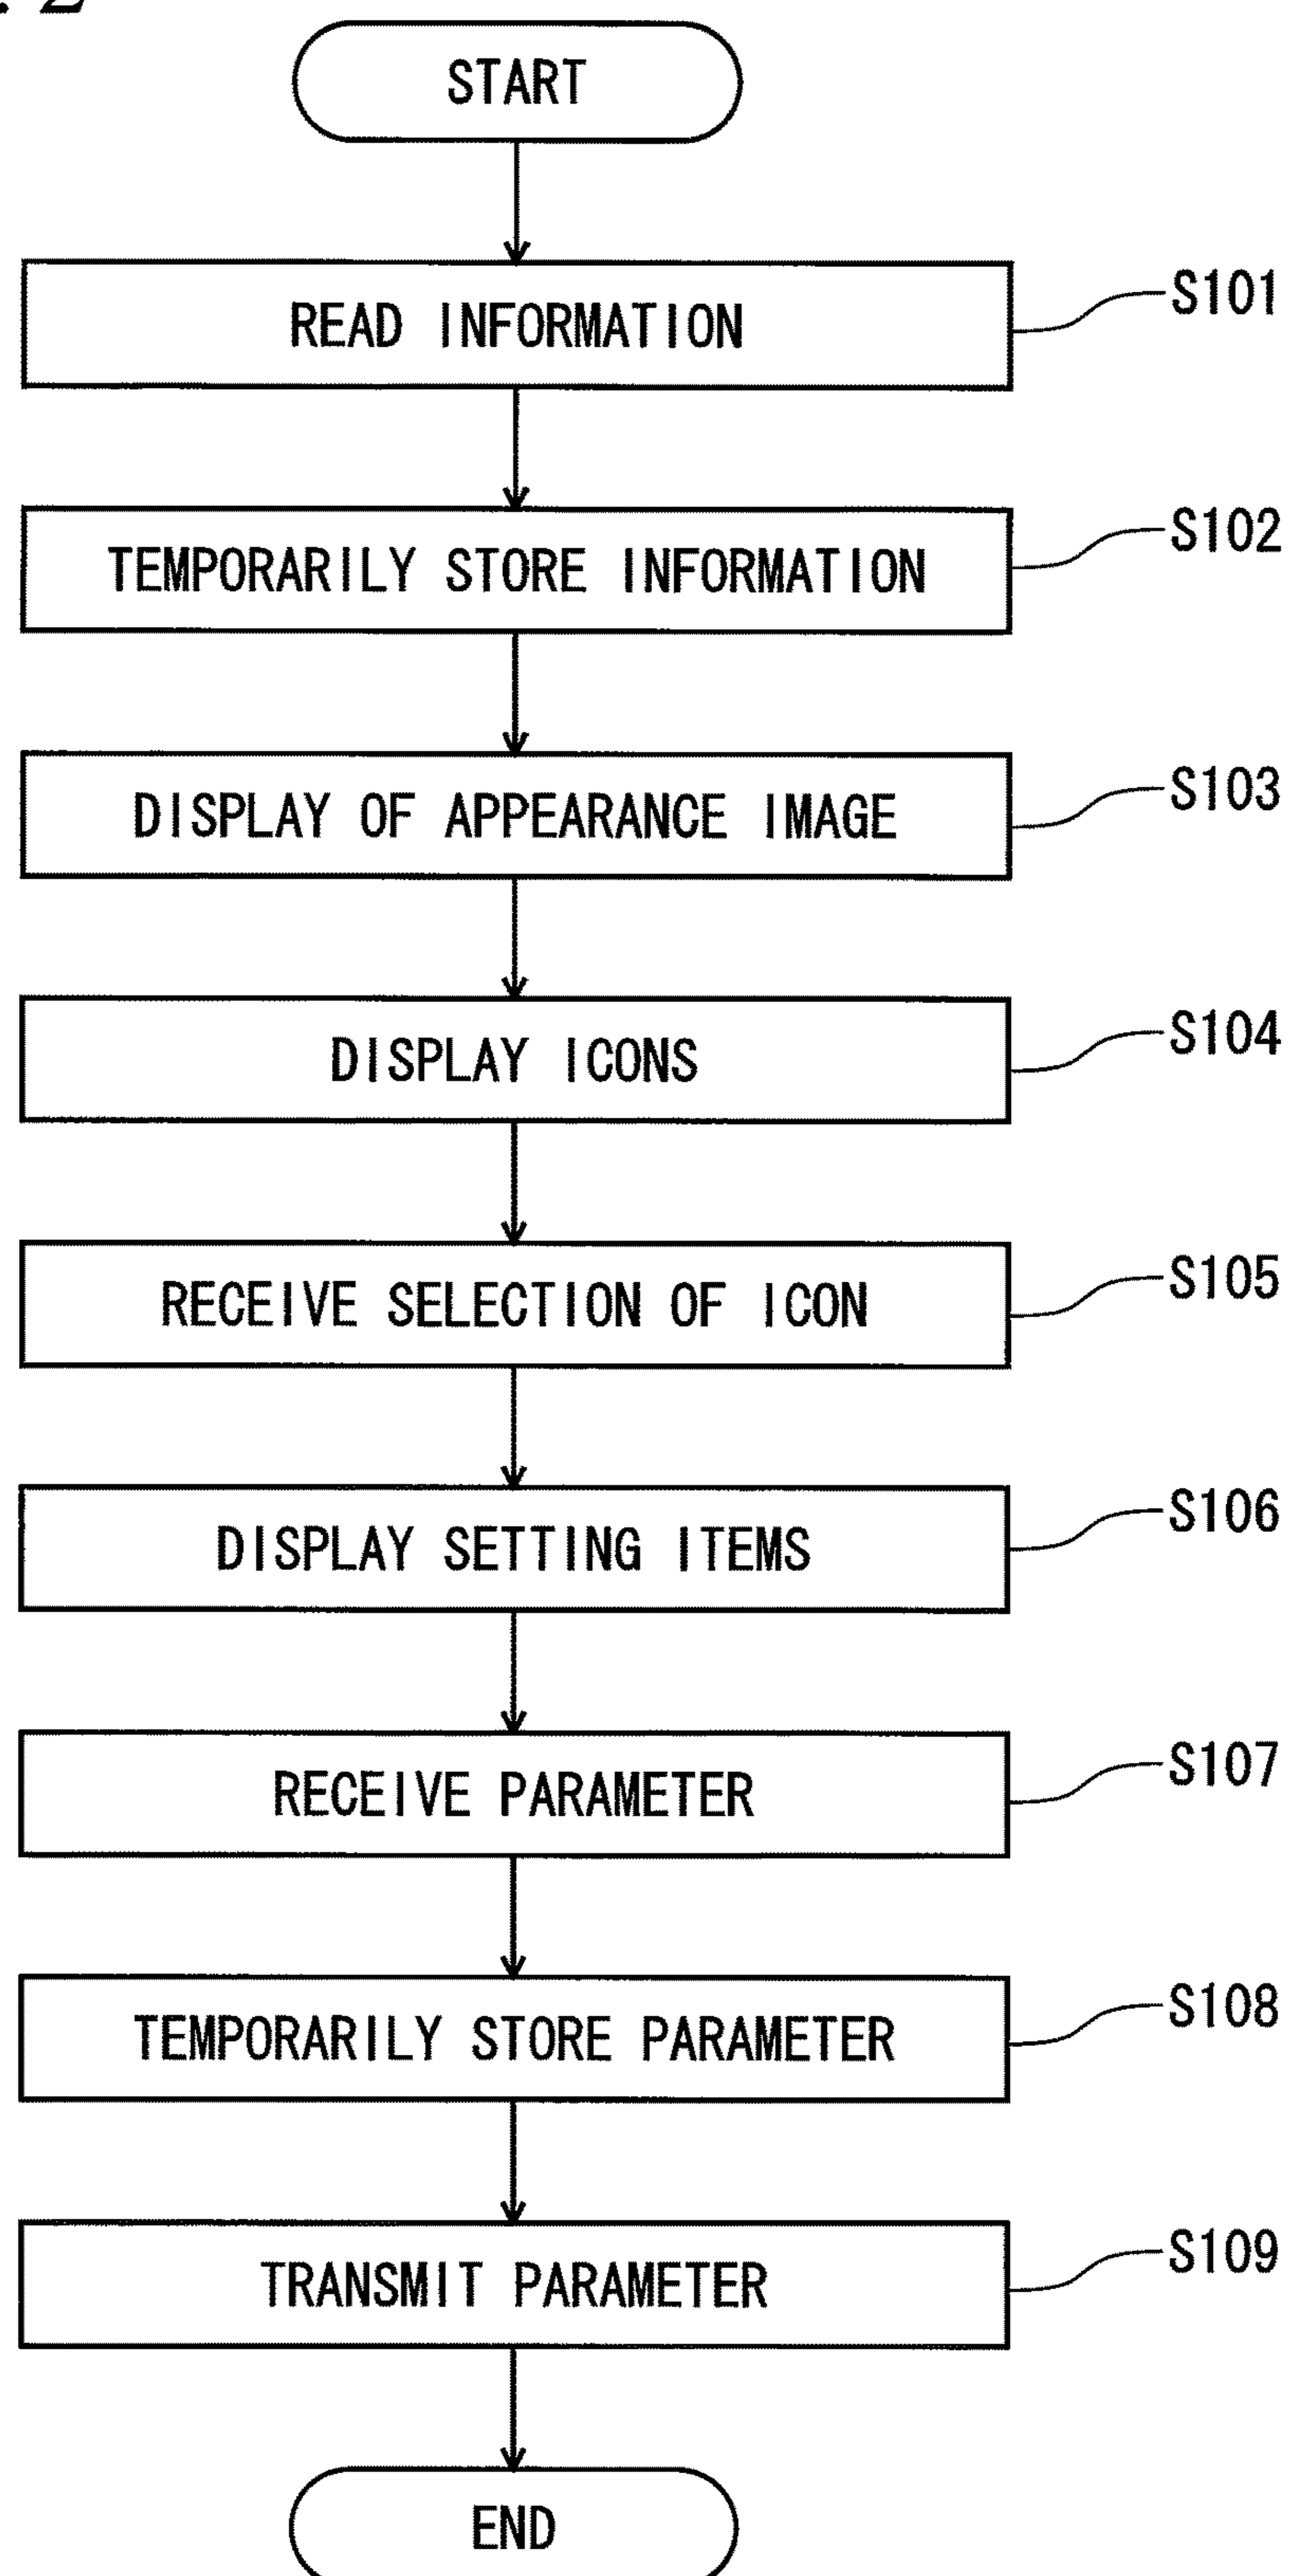 . 2
START
READ INFORMATION
S101
TEMPORARILY STORE INFORMATION
S102
DISPLAY OF APPEARANCE IMAGE
S103
DISPLAY ICONS
S104
RECEIVE SELECTION OF ICON
S105
DISPLAY SETTING ITEMS
S106
RECEIVE PARAMETER
S107
TEMPORARILY STORE PARAMETER
S108
TRANSMIT PARAMETER
S109
END